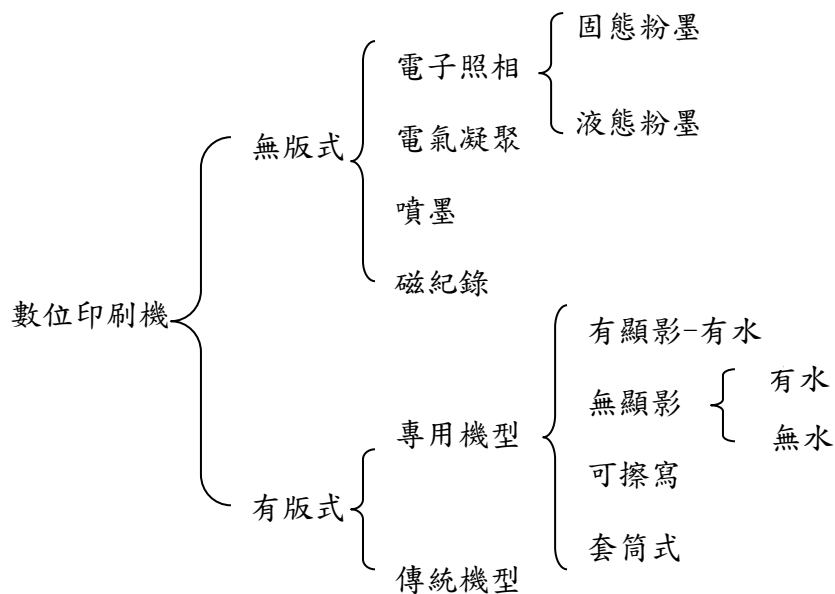 固態粉墨
電子照相
液態粉墨
無版式
電氣凝聚
噴墨
磁紀錄
數位印刷機
有顯影-有水
有水
無顯影
專用機型
無水
可擦寫
有版式
套筒式
傳統機型